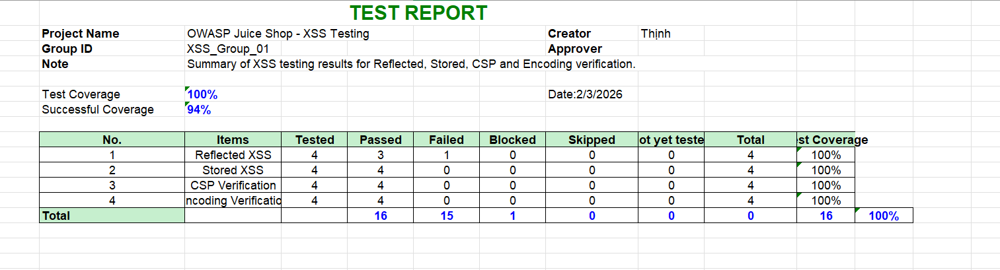 TEST REPORT
Project Name OWASP Juice Shop - XSS Testing Creator Thịnh
Group ID XSS_Group_01 Approver
Note Summary of XSS testing results for Reflected, Stored, CSP and Encoding verification.
Test Coverage 100% Date:2/3/2026
Successful Coverage 94%
No. Items Tested Passed Failed Blocked Skipped ot yet teste Total est Coverage
1 Reflected XSS 4 3 1 0 0 0 4 100%
2 Stored XSS 4 4 0 0 0 0 4 100%
3 CSP Verification 4 4 0 0 0 0 4 100%
4 ncoding Verificatio 4 4 0 0 0 0 4 100%
Total 16 15 1 0 0 0 16 100%